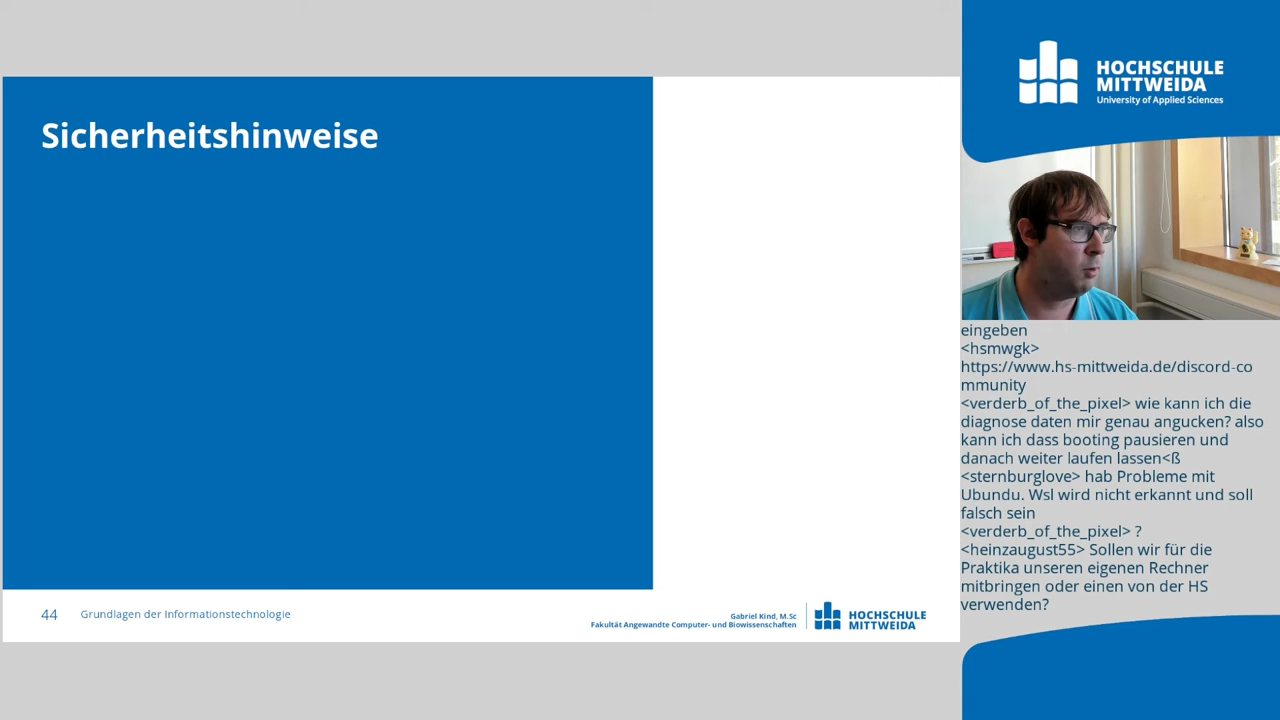 Sicherheitshinweise
44
Grundlagen der Informationstechnologie
Gabriel Kind, M.Sc
Fakultät Angewandte Computer- und Biowissenschaften
HOCHSCHULE
MITTWEIDA
HOCHSCHULE
MITTWEIDA
University of Applied Sciences
eingeben
<hsmwgk>
https://www.hs-mittweida.de/discord-co
mmunity
<verderb_of_the_pixel> wie kann ich die
diagnose daten mir genau angucken? also
kann ich dass booting pausieren und
danach weiter laufen lassen<ß
<sternburglove> hab Probleme mit
Ubundu. Wsl wird nicht erkannt und soll
falsch sein
<verderb_of_the_pixel> ?
<heinzaugust55> Sollen wir für die
Praktika unseren eigenen Rechner
mitbringen oder einen von der HS
verwenden?